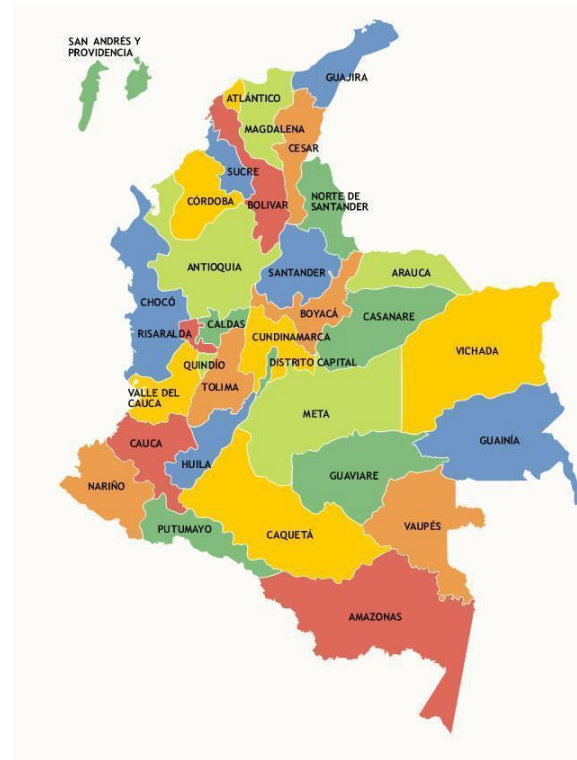 SAN ANDRÉS Y
PROVIDENCIA
GUAJIRA
ATLÁNTICO
MAGDALENA
CESAR
SUCRE
NORTE DE
SANTANDER
CÓRDOBA
BOLIVAR
ANTIOQUIA
SANTANDER
ARAUCA
CHOCÓ
BOYACÁ
CASANARE
CALDAS
RISARALDA
CUNDINAMARCA
VICHADA
QUINDÍO
DISTRITO CAPITAL
TOLIMA
VALLE DEL
CAUCA
META
CAUCA
GUAINÍA
HUILA
GUAVIARE
NARIÑO
VAUPÉS
PUTUMAYO
CAQUETÁ
AMAZONAS